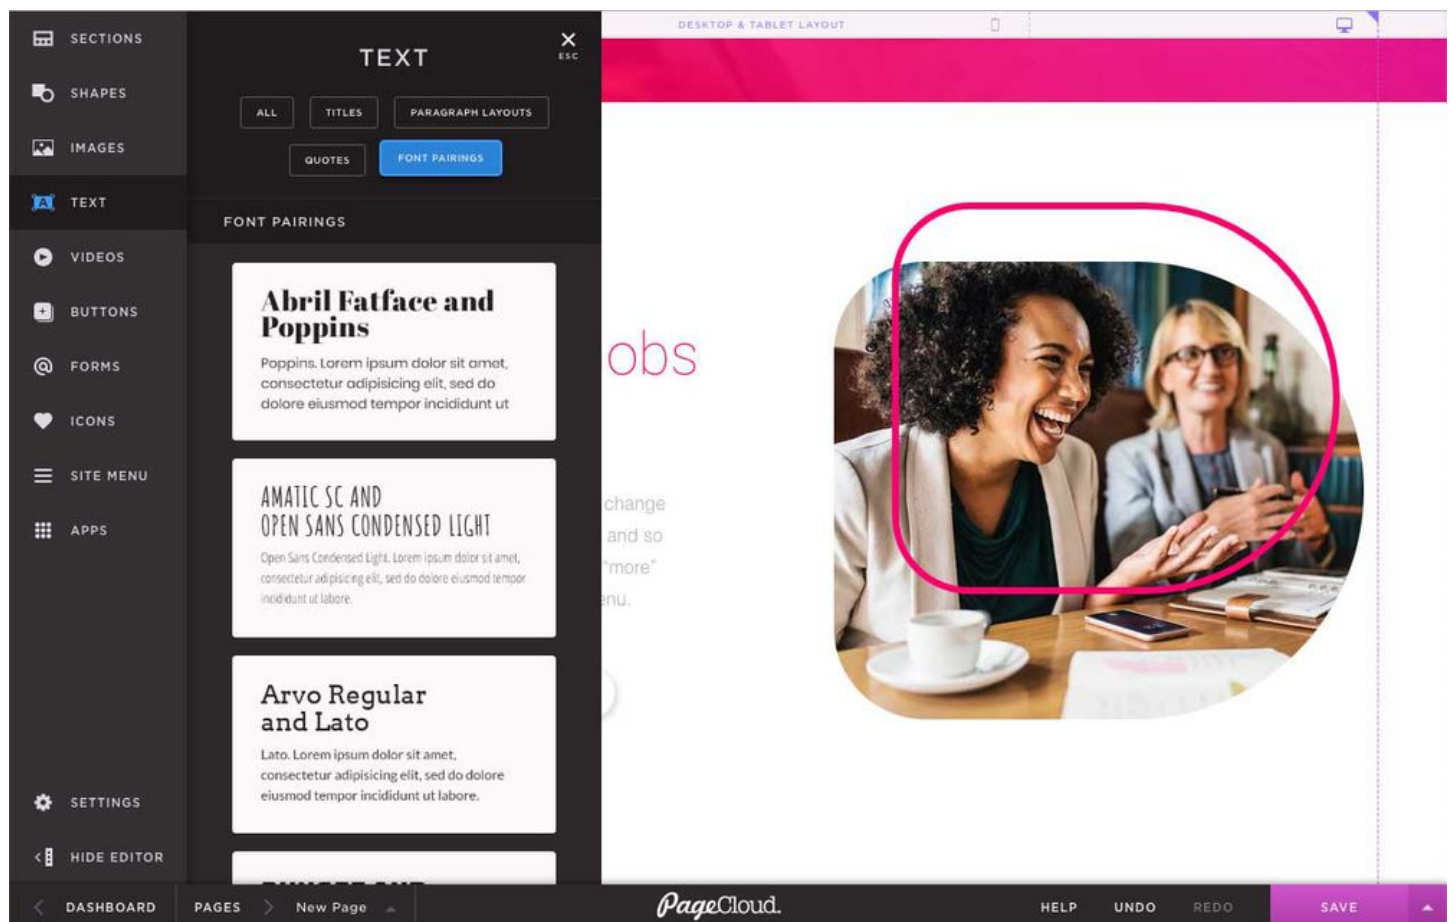 SECTIONS
SHAPES
IMAGES
TEXT
VIDEOS
BUTTONS
FORMS
ICONS
SITE MENU
APPS
SETTINGS
HIDE EDITOR
TEXT
ESC
ALL
TITLES
PARAGRAPH LAYOUTS
QUOTES
FONT PAIRINGS
FONT PAIRINGS
Abril Fatface and
Poppins
Poppins. Lorem ipsum dolor sit amet,
consectetur adipisicing elit, sed do
dolore eiusmod tempor incididunt ut
AMATIC SC AND
OPEN SANS CONDENSED LIGHT
Open Sans Condensed Light. Lorem ipsum dolor sit amet,
consectetur adipisicing elit, sed do dolore eiusmod tempor
incididunt ut labore.
Arvo Regular
and Lato
Lato. Lorem ipsum dolor sit amet,
consectetur adipisicing elit, sed do dolore
eiusmod tempor incididunt ut labore.
DESKTOP & TABLET LAYOUT
obs
change
and so
"more"
enu.
DASHBOARD
PAGES
New Page
PageCloud.
HELP
UNDO
REDO
SAVE